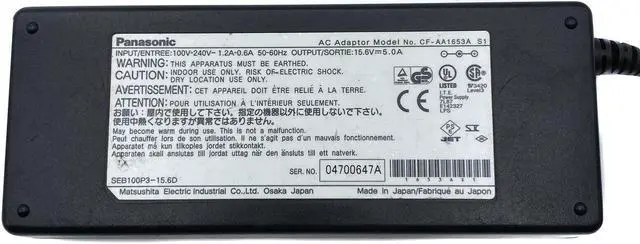 Panasonic AC Adaptor Model No. CF-AA1653A S1
INPUT/ENTREE:100V-240V~ 1.2A-0.6A 50-60Hz OUTPUT/SORTIE:15.6V⎓5.0A
WARNING: THIS APPARATUS MUST BE EARTHED.
CAUTION: INDOOR USE ONLY. RISK OF ELECTRIC SHOCK.
AVERTISSEMENT: CET APPAREIL DOIT ÊTRE RELIÉ À LA TERRE.
ATTENTION: POUR UTILISATION À L'INTÉRIEUR SEULEMENT.
お願い:屋内で使用して下さい。指定の機器以外に使わないで下さい。
使用中熱くなりますが異常ではありません。
May become warm during use. This is not a malfunction.
Peut chauffer lors de son utilisation. Il ne s'agit pas d'un mauvais fonctionnement.
Apparatet må kun tilkoples jordet stikkontakt.
Apparaten skall anslutas till jordat uttag när den ansluts till ett nätverk.
SER. NO. 04700647A
SEB100P3-15.6D
Matsushita Electric Industrial Co., Ltd. Osaka Japan Made in Japan/Fabriqué au Japon
1653AS1
LISTED
I.T.E.
Power Supply
7L87
E142327
LPS
73420
Level3
JET